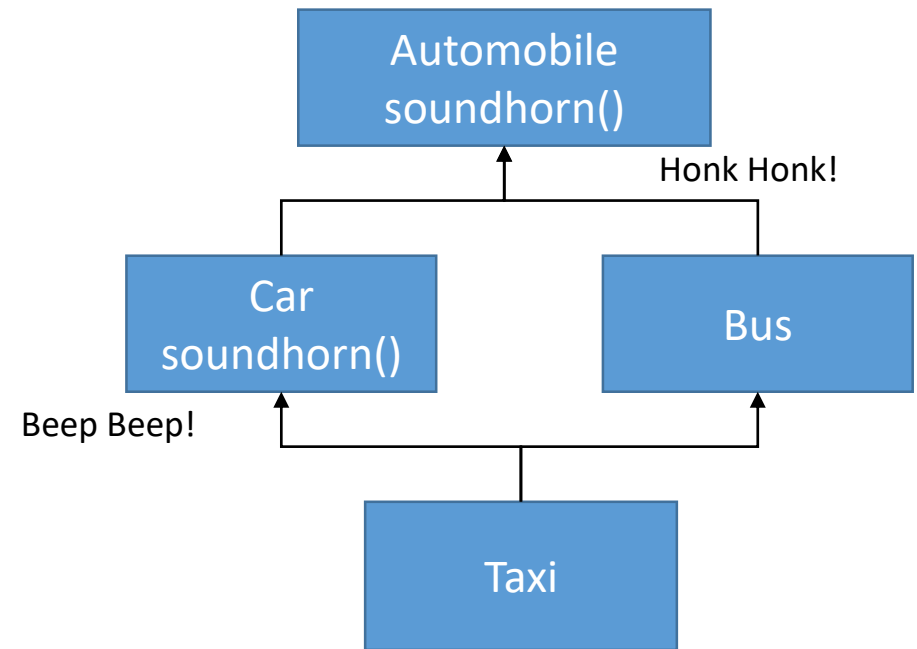 Automobile
soundhorn()
Honk Honk!
Car
soundhorn()
Bus
Beep Beep!
Taxi